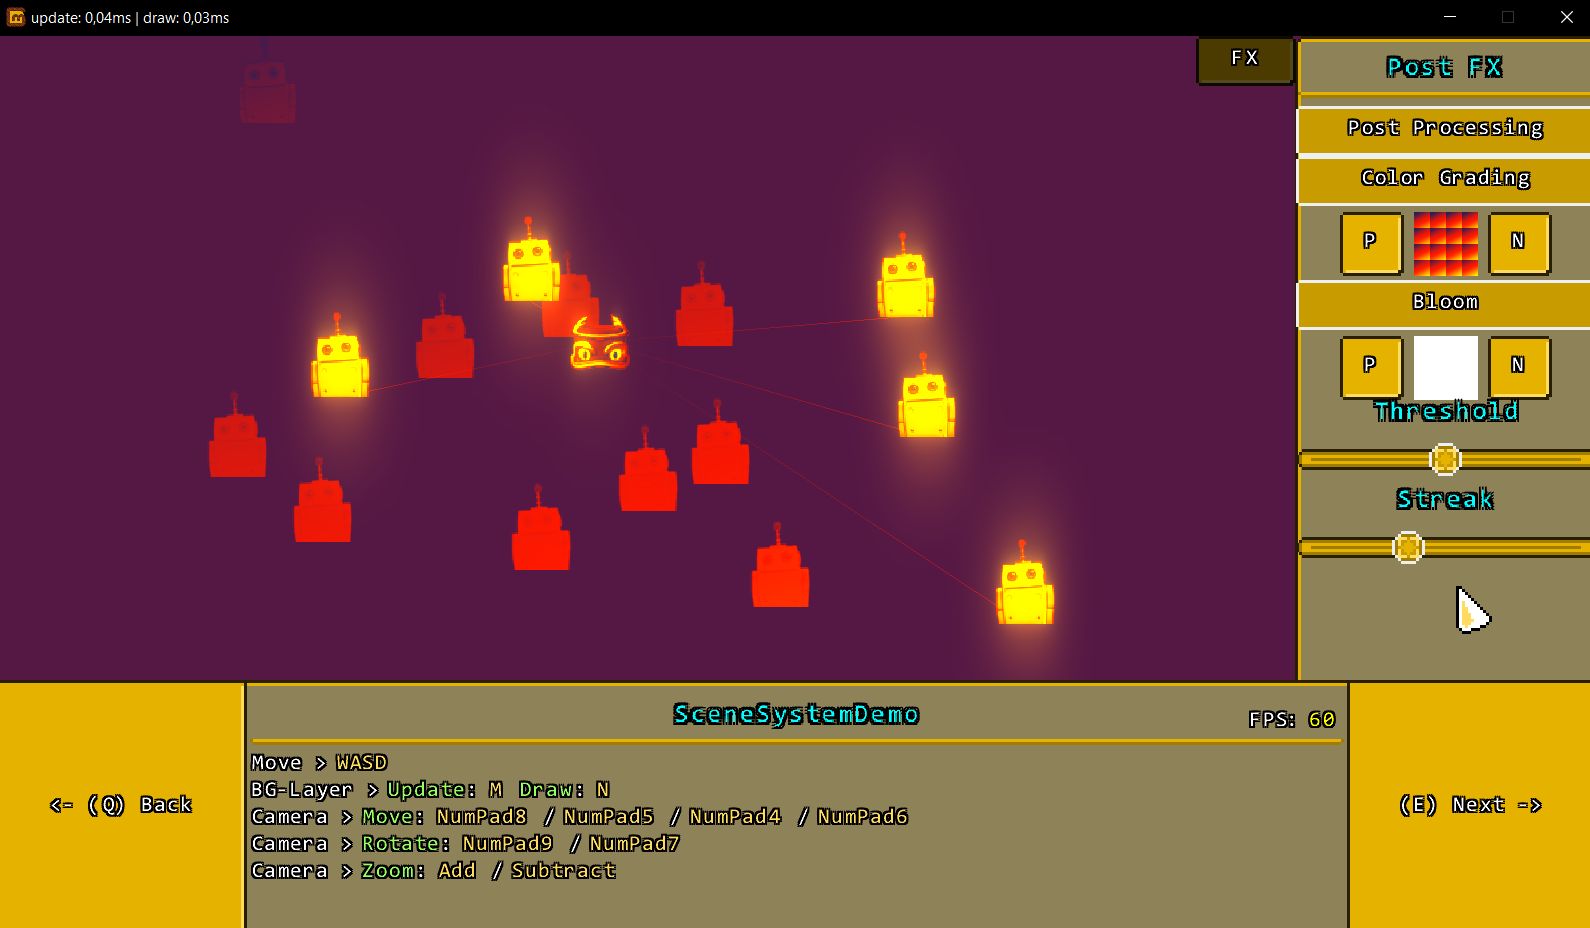 update: 0,04ms | draw: 0,03ms
FX
Post FX
Post Processing
Color Grading
P N
Bloom
P N
Threshold
Streak
SceneSystemDemo
FPS: 60
Move > WASD
BG-Layer > Update: M Draw: N
Camera > Move: NumPad8 / NumPad5 / NumPad4 / NumPad6
Camera > Rotate: NumPad9 / NumPad7
Camera > Zoom: Add / Subtract
<- (Q) Back
(E) Next ->